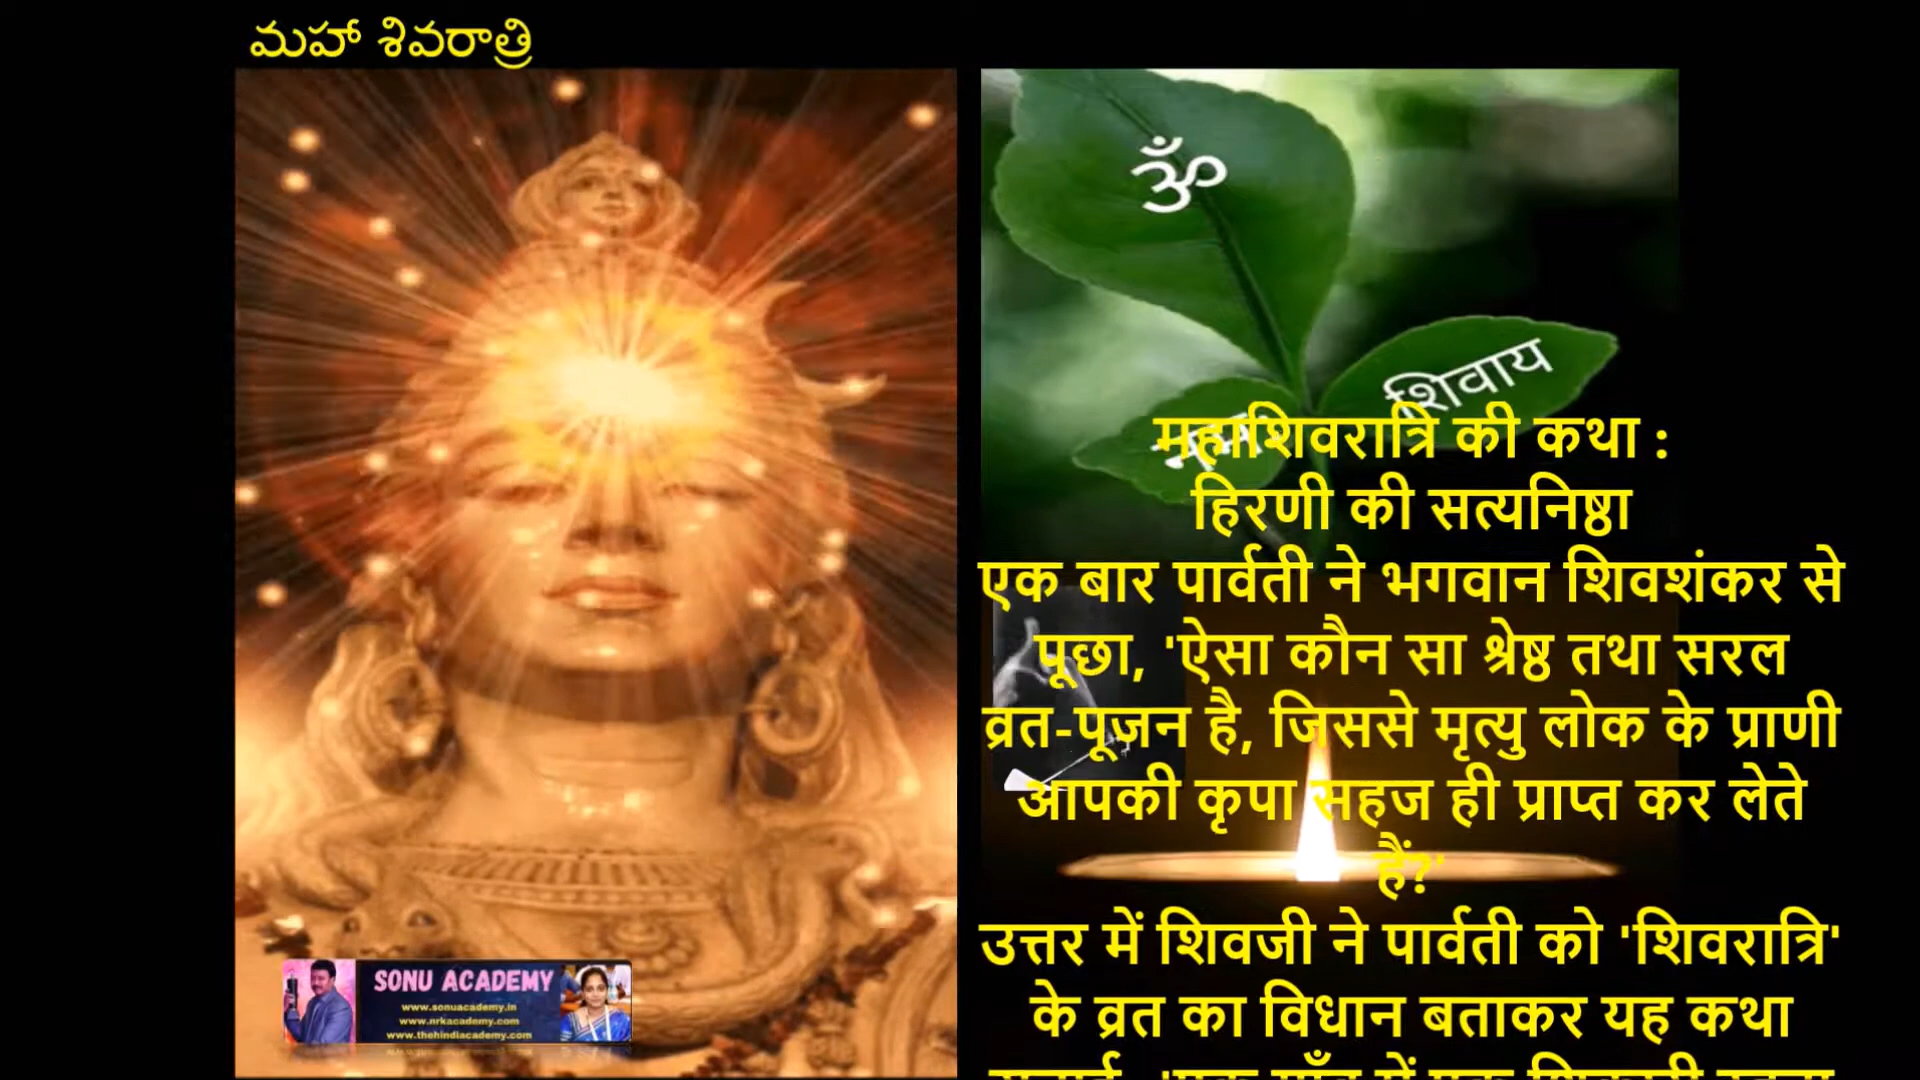 మహా శివరాత్రి
ॐ
शिवाय
महाशिवरात्रि की कथा :
हिरणी की सत्यनिष्ठा
एक बार पार्वती ने भगवान शिवशंकर से
पूछा, 'ऐसा कौन सा श्रेष्ठ तथा सरल
व्रत-पूजन है, जिससे मृत्यु लोक के प्राणी
आपकी कृपा सहज ही प्राप्त कर लेते
हैं?'
उत्तर में शिवजी ने पार्वती को 'शिवरात्रि'
के व्रत का विधान बताकर यह कथा
SONU ACADEMY
www.sonuacademy.in
www.nrkacademy.com
www.thehindiacademy.com